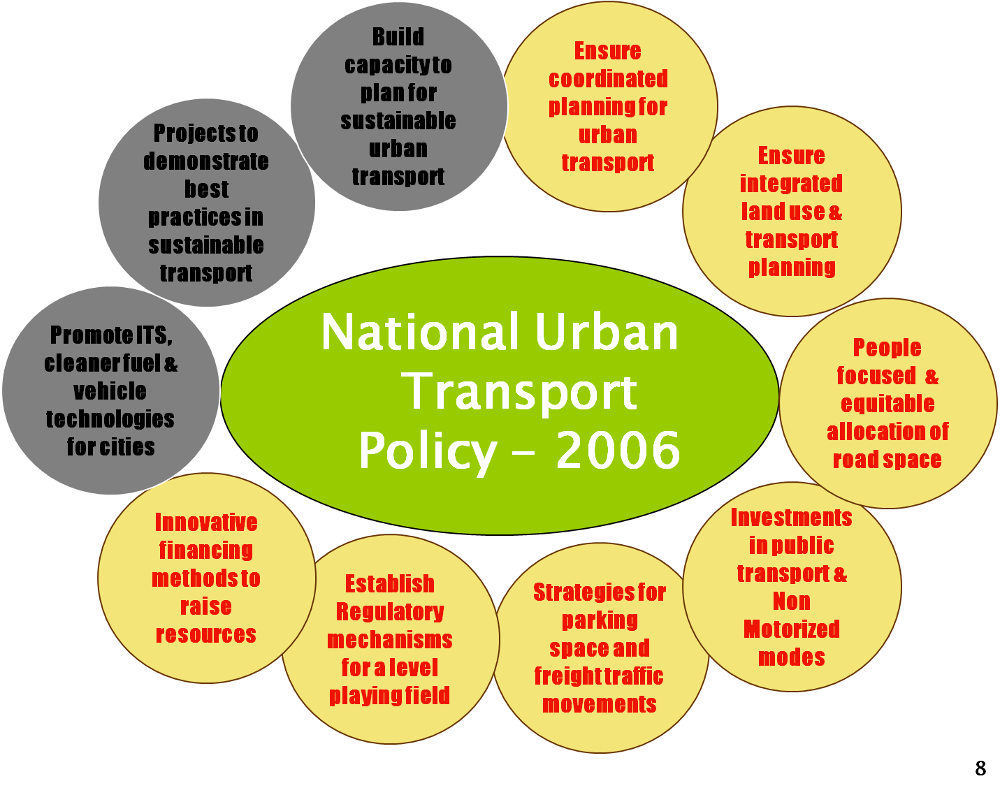 Build
capacity to
plan for
sustainable
urban
transport
Ensure
coordinated
planning for
urban
transport
Ensure
integrated
land use &
transport
planning
People
focused &
equitable
allocation of
road space
Investments
in public
transport &
Non
Motorized
modes
Strategies for
parking
space and
freight traffic
movements
Establish
Regulatory
mechanisms
for a level
playing field
Innovative
financing
methods to
raise
resources
Promote ITS,
cleaner fuel &
vehicle
technologies
for cities
Projects to
demonstrate
best
practices in
sustainable
transport
National Urban
Transport
Policy – 2006
8